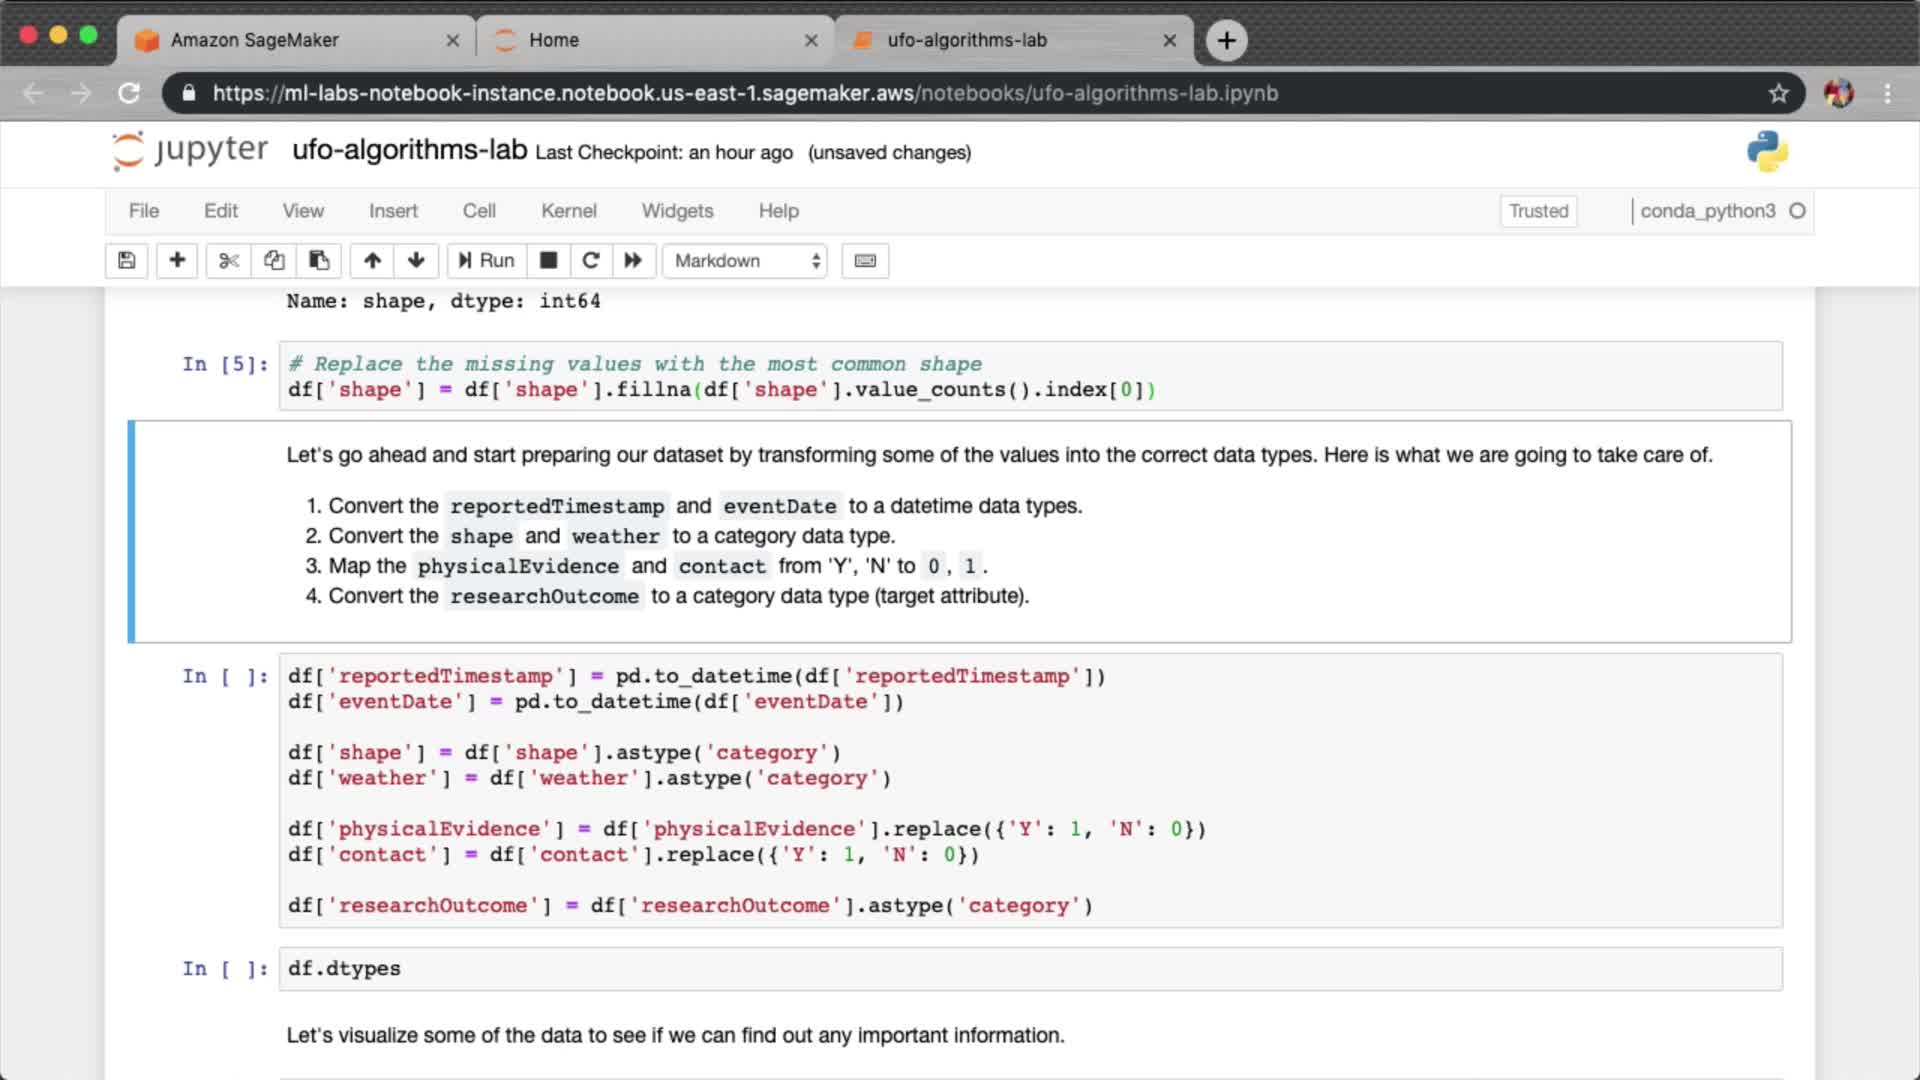 Amazon SageMaker
Home
ufo-algorithms-lab
https://ml-labs-notebook-instance.notebook.us-east-1.sagemaker.aws/notebooks/ufo-algorithms-lab.ipynb
jupyter ufo-algorithms-lab Last Checkpoint: an hour ago (unsaved changes)
File Edit View Insert Cell Kernel Widgets Help Trusted conda_python3
Run Markdown
Name: shape, dtype: int64
In [5]: # Replace the missing values with the most common shape
df['shape'] = df['shape'].fillna(df['shape'].value_counts().index[0])
Let's go ahead and start preparing our dataset by transforming some of the values into the correct data types. Here is what we are going to take care of.
1. Convert the reportedTimestamp and eventDate to a datetime data types.
2. Convert the shape and weather to a category data type.
3. Map the physicalEvidence and contact from 'Y', 'N' to 0, 1.
4. Convert the researchOutcome to a category data type (target attribute).
In [ ]: df['reportedTimestamp'] = pd.to_datetime(df['reportedTimestamp'])
df['eventDate'] = pd.to_datetime(df['eventDate'])
df['shape'] = df['shape'].astype('category')
df['weather'] = df['weather'].astype('category')
df['physicalEvidence'] = df['physicalEvidence'].replace({'Y': 1, 'N': 0})
df['contact'] = df['contact'].replace({'Y': 1, 'N': 0})
df['researchOutcome'] = df['researchOutcome'].astype('category')
In [ ]: df.dtypes
Let's visualize some of the data to see if we can find out any important information.